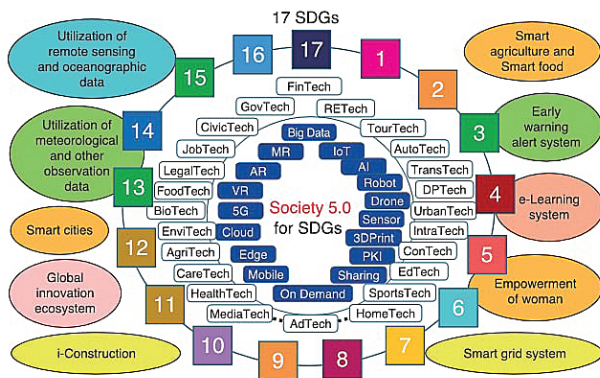 17 SDGs
Utilization of
remote sensing
and oceanographic
data
Utilization of
meteorological
and other
observation
data
Smart cities
Global
innovation
ecosystem
i-Construction
Smart
agriculture and
Smart food
Early
warning
alert system
e-Learning
system
Empowerment
of woman
Smart grid system
17
1
2
3
4
5
6
7
8
9
10
11
12
13
14
15
16
FinTech
GovTech
RETech
CivicTech
TourTech
JobTech
AutoTech
LegalTech
TransTech
FoodTech
DPTech
BioTech
UrbanTech
EnviTech
IntraTech
AgriTech
ConTech
CareTech
EdTech
HealthTech
SportsTech
MediaTech
HomeTech
AdTech
Big Data
MR
IoT
AR
AI
VR
Robot
5G
Drone
Cloud
Sensor
Edge
3DPrint
Mobile
PKI
Sharing
On Demand
Society 5.0
for SDGs